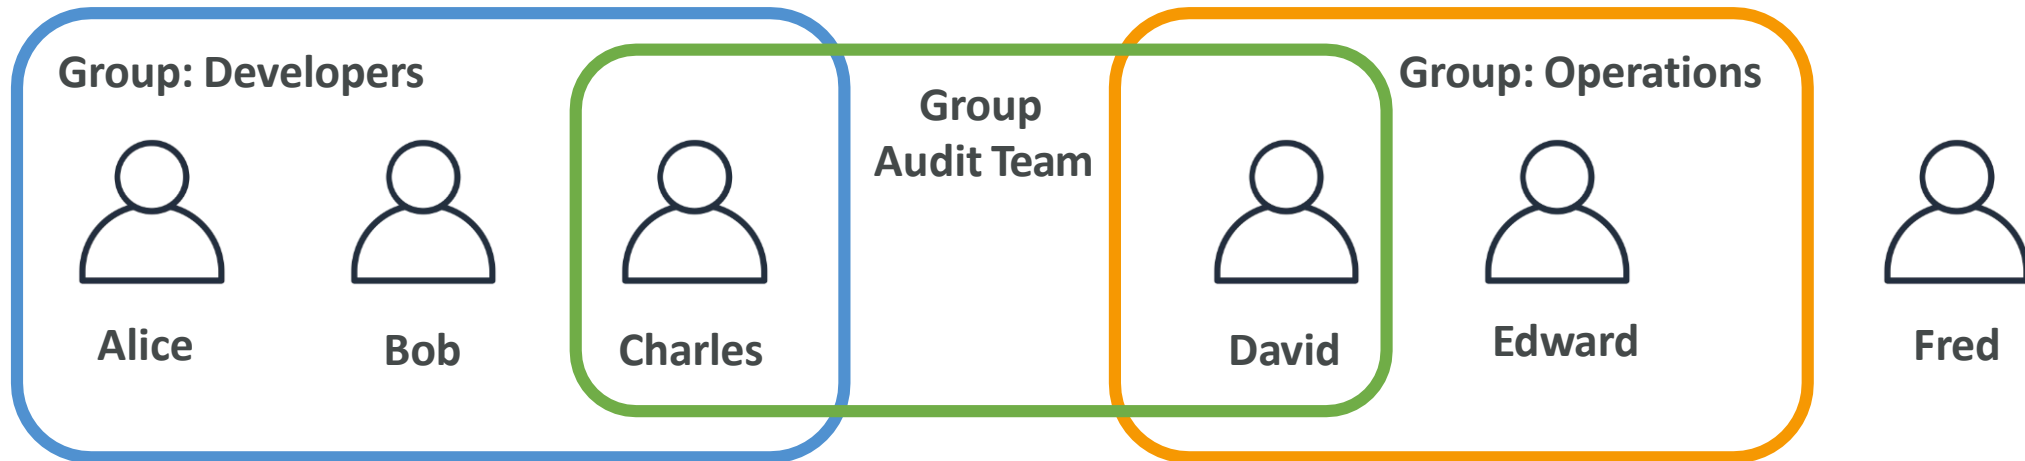 Group: Developers
Group
Audit Team
Group: Operations
Alice
Bob
Charles
David
Edward
Fred